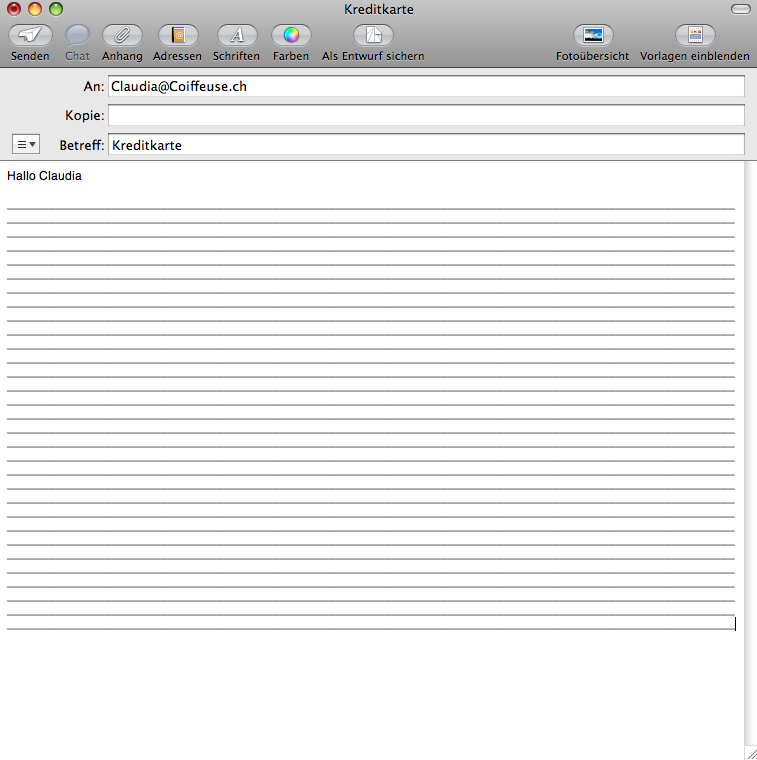 Kreditkarte
Senden Chat Anhang Adressen Schriften Farben Als Entwurf sichern Fotoübersicht Vorlagen einblenden
An: Claudia@Coiffeuse.ch
Kopie:
Betreff: Kreditkarte
Hallo Claudia